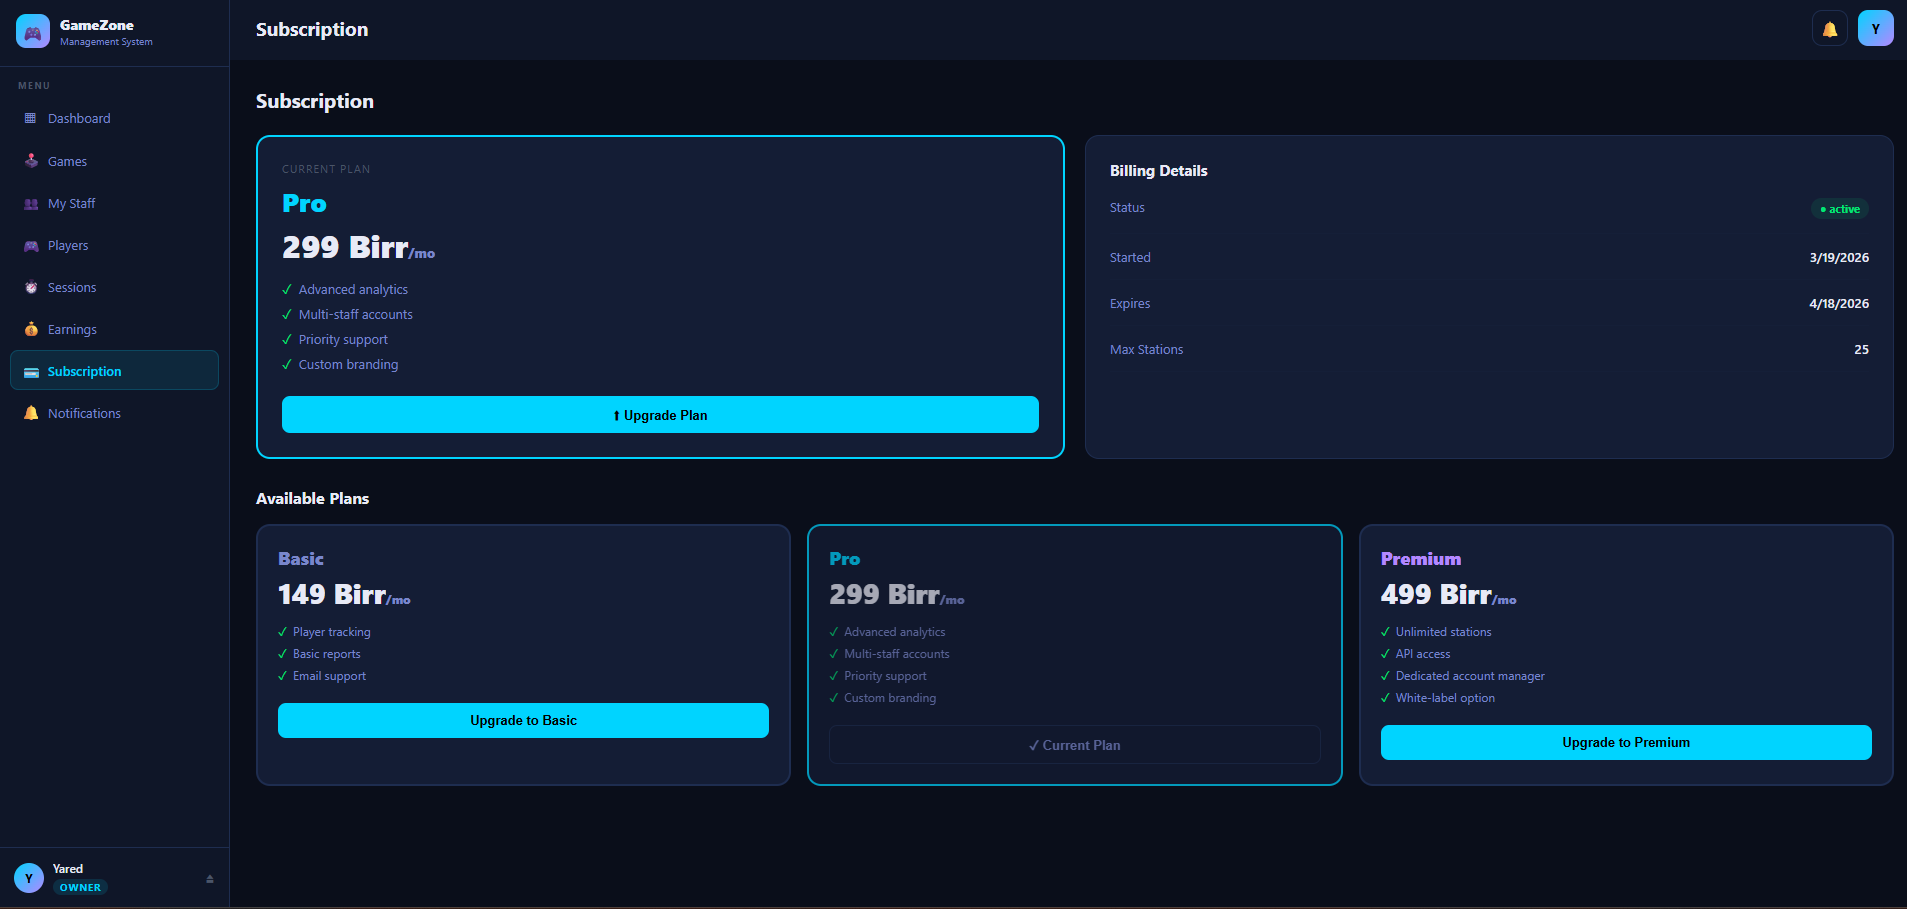 GameZone
Management System
MENU
Dashboard
Games
My Staff
Players
Sessions
Earnings
Subscription
Notifications
Yared
Y
OWNER
Subscription
Y
Subscription
CURRENT PLAN
Pro
299 Birr/mo
✓ Advanced analytics
✓ Multi-staff accounts
✓ Priority support
✓ Custom branding
⬆ Upgrade Plan
Billing Details
Status ● active
Started 3/19/2026
Expires 4/18/2026
Max Stations 25
Available Plans
Basic
149 Birr/mo
✓ Player tracking
✓ Basic reports
✓ Email support
Upgrade to Basic
Pro
299 Birr/mo
✓ Advanced analytics
✓ Multi-staff accounts
✓ Priority support
✓ Custom branding
✓ Current Plan
Premium
499 Birr/mo
✓ Unlimited stations
✓ API access
✓ Dedicated account manager
✓ White-label option
Upgrade to Premium